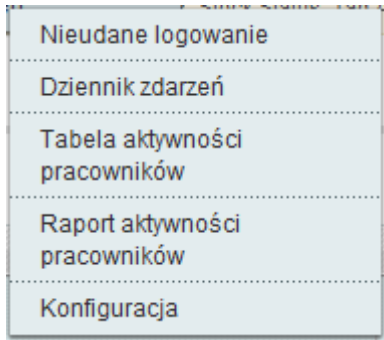 Nieudane logowanie
Dziennik zdarzeń
Tabela aktywności
pracowników
Raport aktywności
pracowników
Konfiguracja